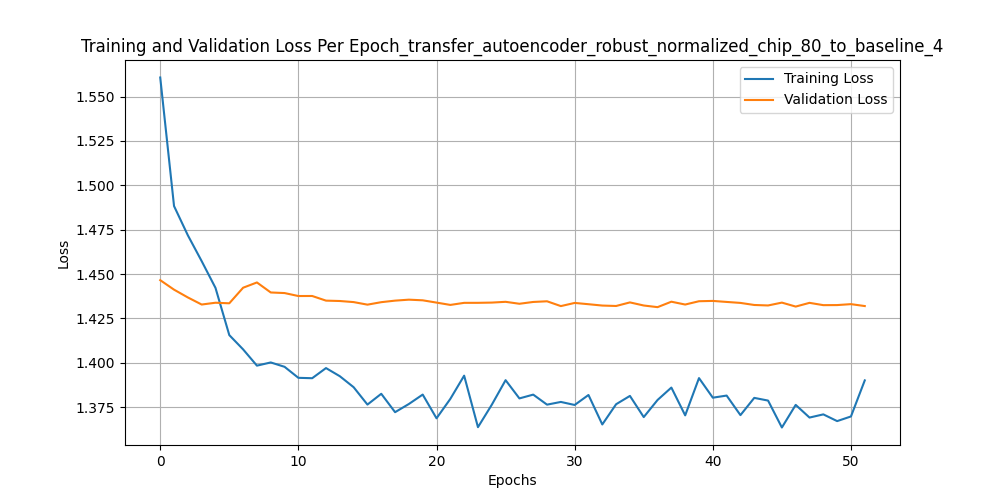 Training and Validation Loss Per Epoch_transfer_autoencoder_robust_normalized_chip_80_to_baseline_4
Training Loss
Validation Loss
1.550
1.525
1.500
1.475
1.450
1.425
1.400
1.375
Loss
0 10 20 30 40 50
Epochs